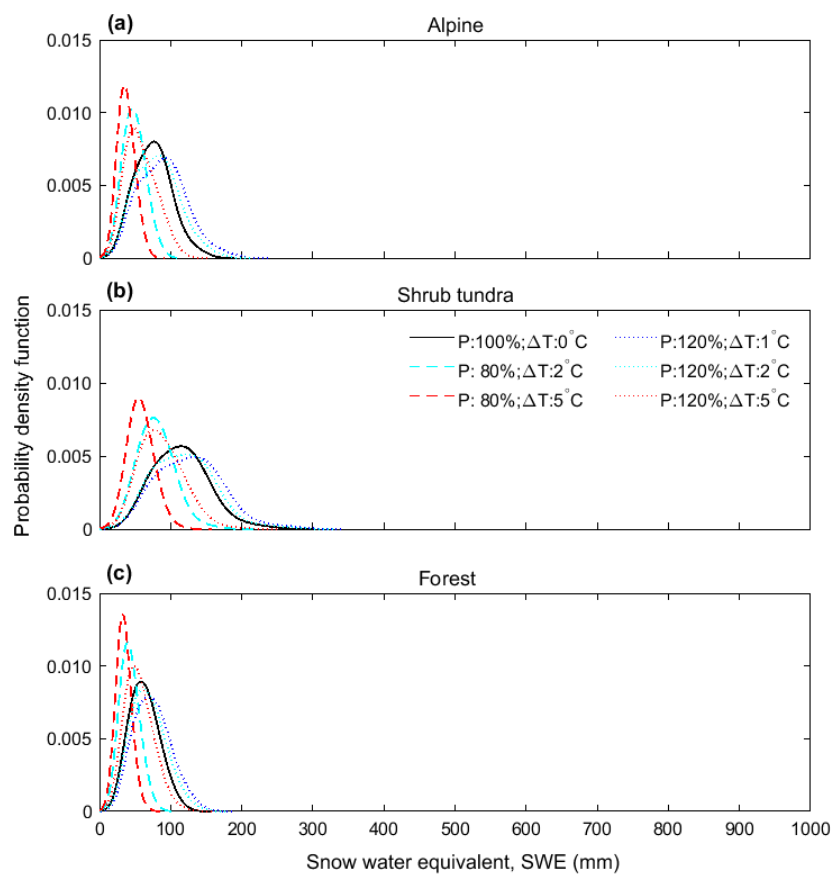 (a) Alpine
0.015
0.010
0.005
0
(b) Shrub tundra
0.015
0.010
0.005
0
P:100%;ΔT:0°C P:120%;ΔT:1°C
P: 80%;ΔT:2°C P:120%;ΔT:2°C
P: 80%;ΔT:5°C P:120%;ΔT:5°C
Probability density function
(c) Forest
0.015
0.010
0.005
0
0 100 200 300 400 500 600 700 800 900 1000
Snow water equivalent, SWE (mm)